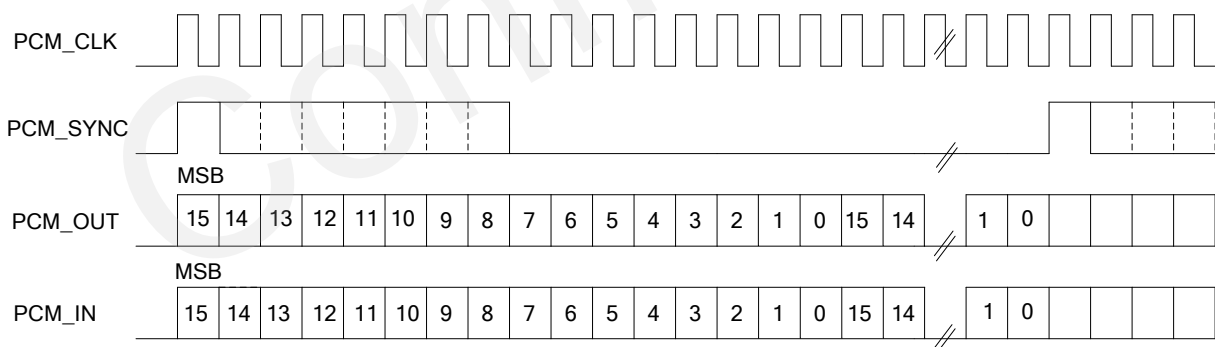 PCM_CLK
PCM_SYNC
MSB
PCM_OUT 15 14 13 12 11 10 9 8 7 6 5 4 3 2 1 0 15 14 1 0
MSB
PCM_IN 15 14 13 12 11 10 9 8 7 6 5 4 3 2 1 0 15 14 1 0